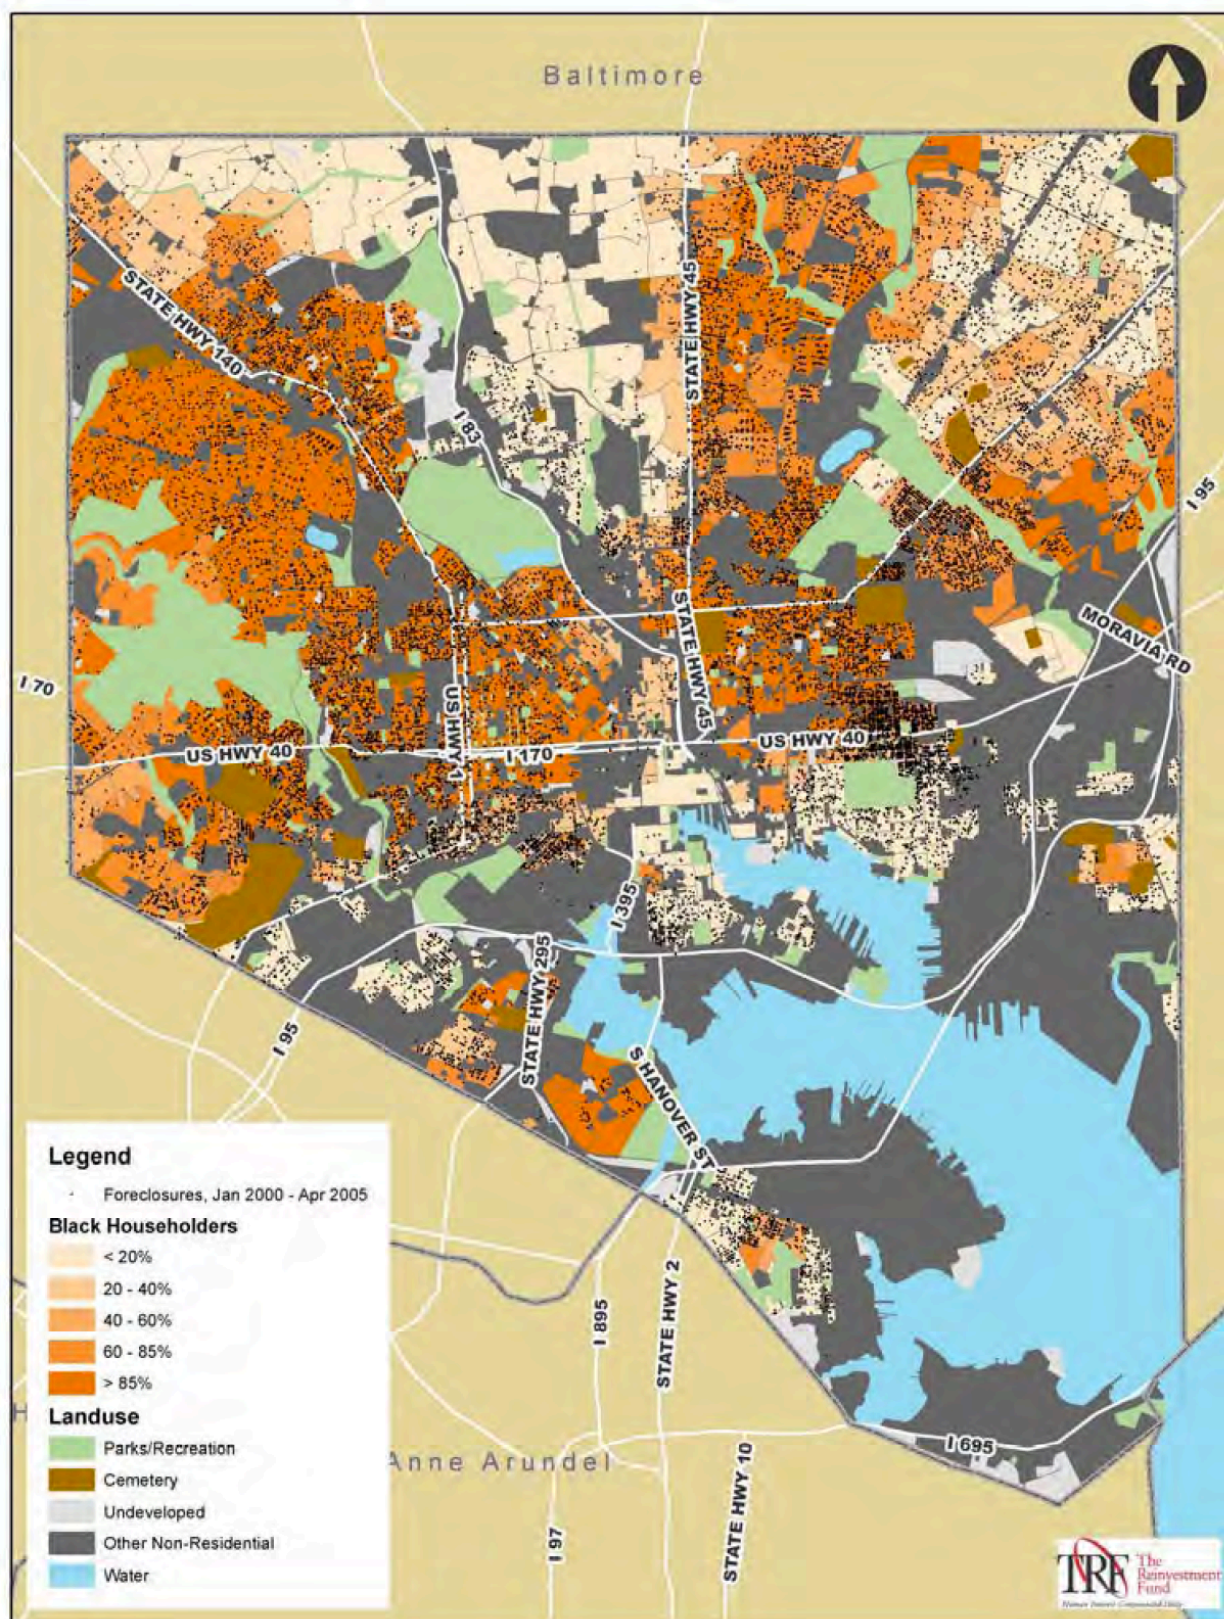 Baltimore
STATE HWY 140
STATE HWY 45
I 83
I 95
STATE HWY 45
MORAVIA RD
I 70
US HWY 1
US HWY 40
I 170
US HWY 40
I 395
STATE HWY 295
I 95
S HANOVER ST
Legend
Foreclosures, Jan 2000 - Apr 2005
Black Householders
< 20%
20 - 40%
40 - 60%
60 - 85%
> 85%
Landuse
Parks/Recreation
Cemetery
Undeveloped
Other Non-Residential
Water
I 895
STATE HWY 2
H
Anne Arundel
I 695
STATE HWY 10
I 97
TRF The
Reinvestment
Fund